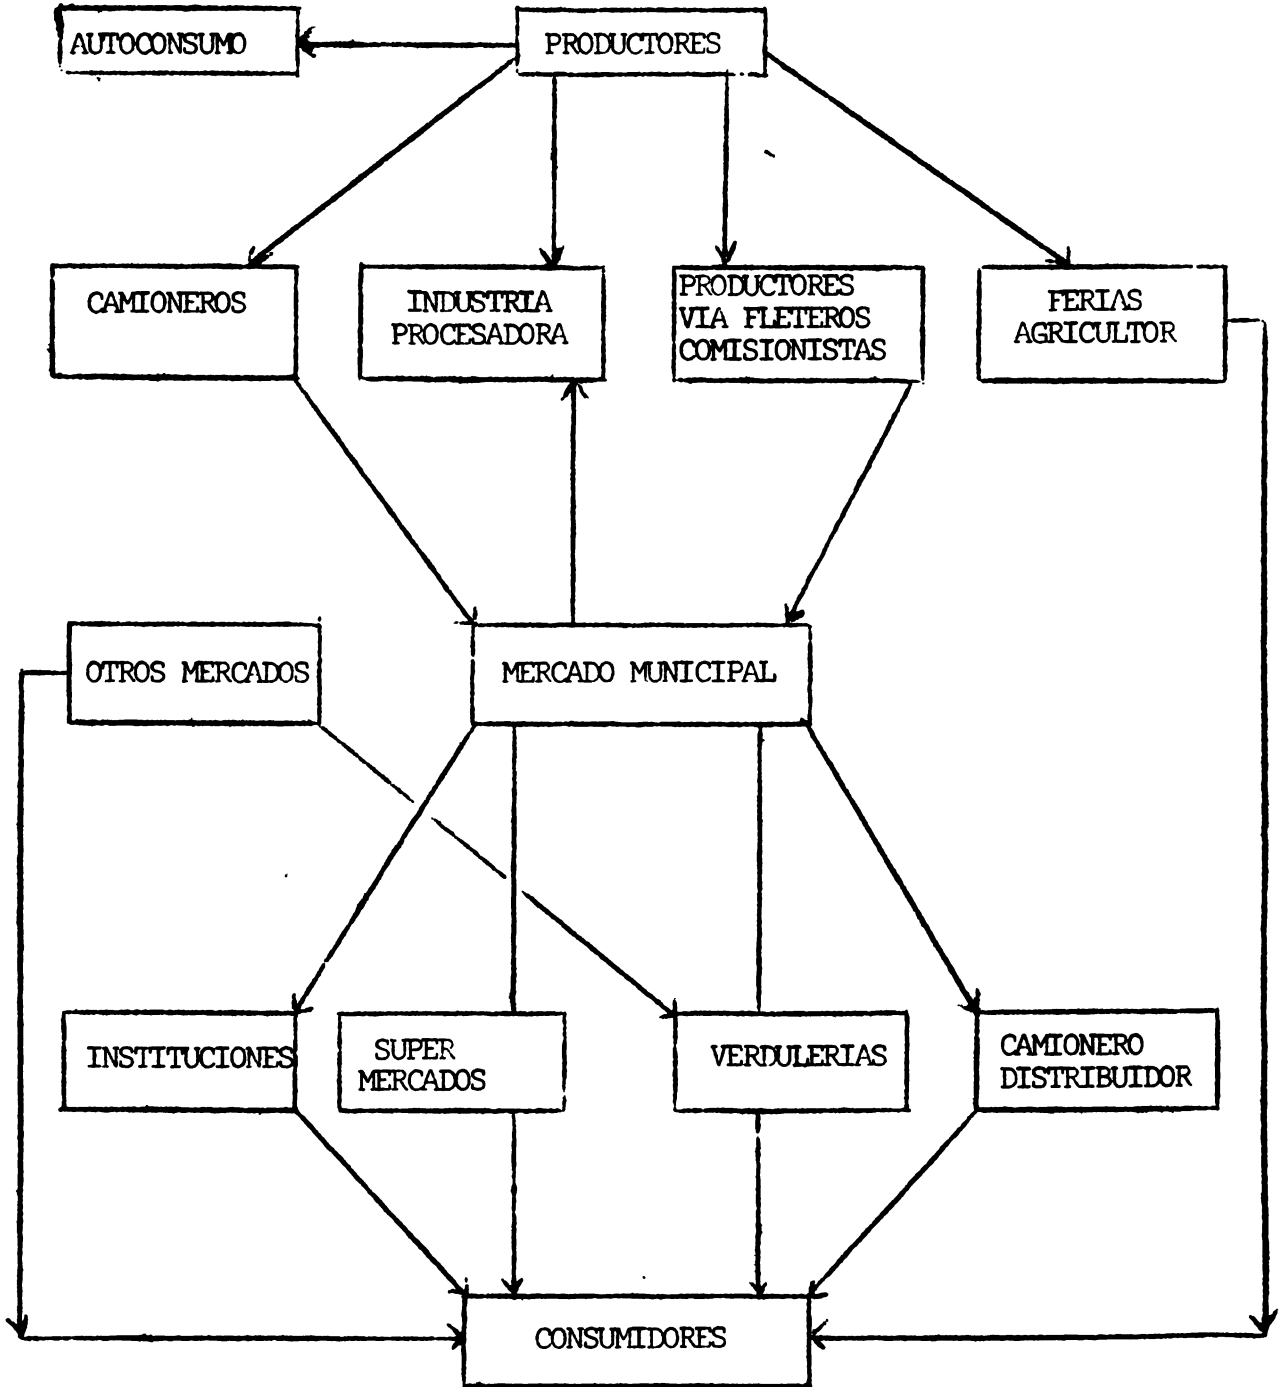 AUTOCONSUMO
PRODUCTORES
CAMIONEROS
INDUSTRIA
PROCESADORA
PRODUCTORES
VIA FLETEROS
COMISIONISTAS
FERIAS
AGRICULTOR
OTROS MERCADOS
MERCADO MUNICIPAL
INSTITUCIONES
SUPER
MERCADOS
VERDULERIAS
CAMIONERO
DISTRIBUIDOR
CONSUMIDORES